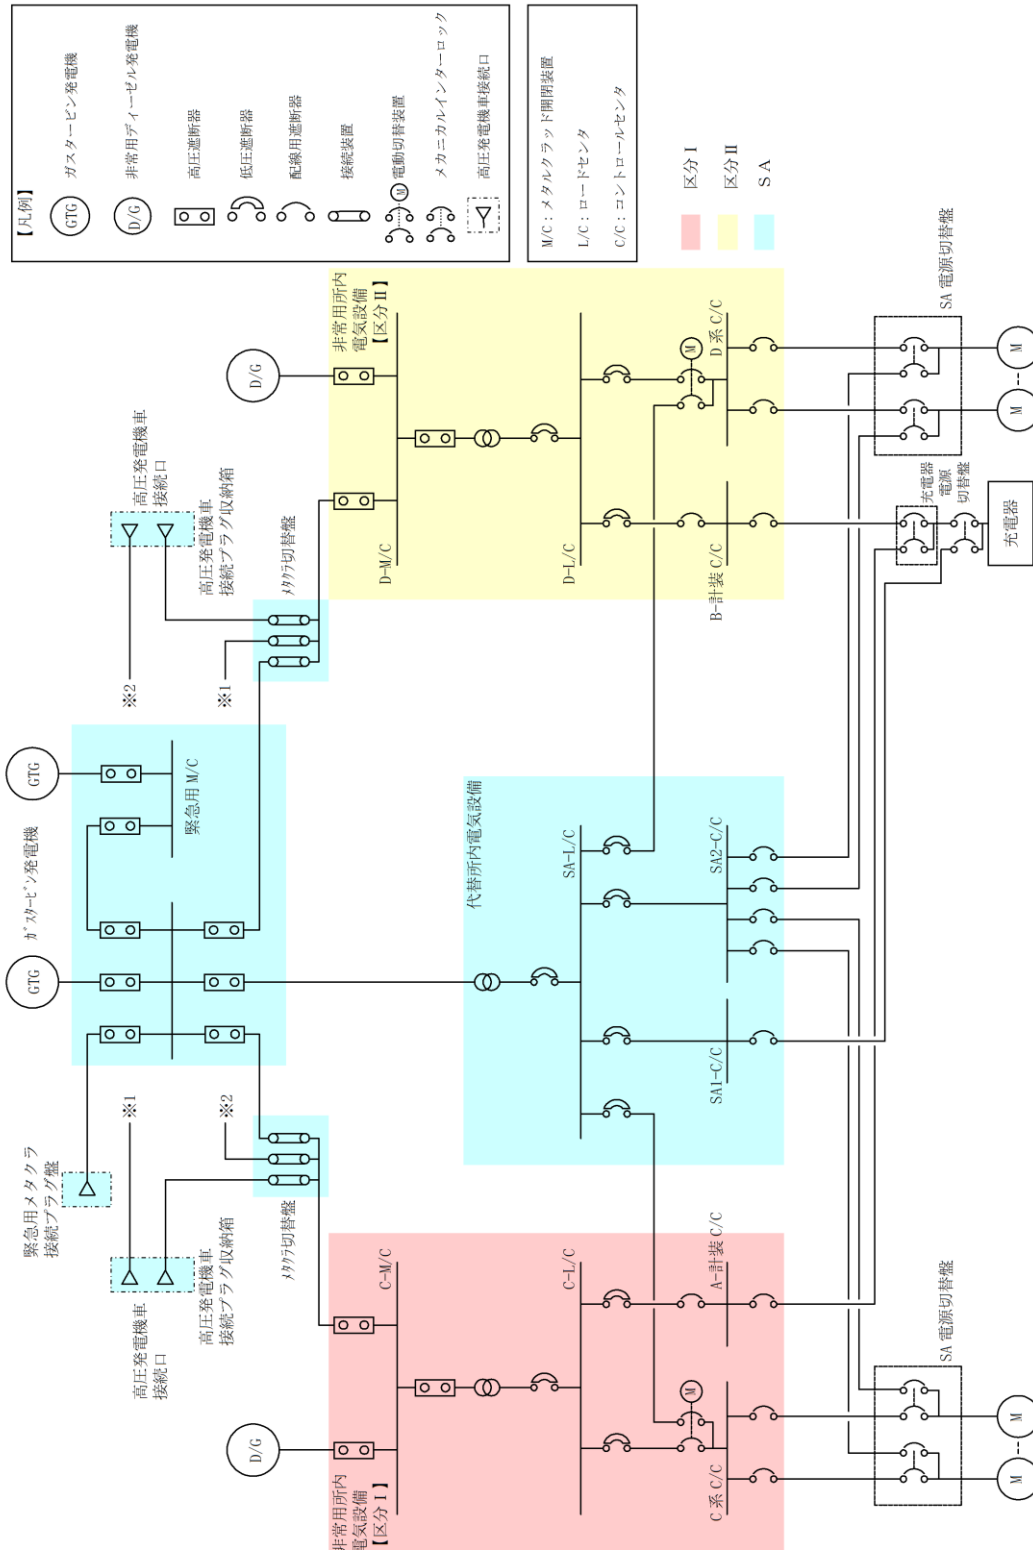 【凡例】
GTG
ガスタービン発電機
D/G
非常用ディーゼル発電機
高圧遮断器
低圧遮断器
配線用遮断器
接続装置
M
電動切替装置
メカニカルインターロック
高圧発電機車接続口
M/C：メタルクラッド開閉装置
L/C：ロードセンタ
C/C：コントロールセンタ
区分Ⅰ
区分Ⅱ
ＳＡ
緊急用メタクラ
接続プラグ盤
GTG
ｶﾞｽﾀｰﾋﾞﾝ発電機
GTG
緊急用 M/C
高圧発電機車
接続口
高圧発電機車
接続プラグ収納箱
※1
※2
ﾒﾀｸﾗ切替盤
高圧発電機車
接続口
高圧発電機車
接続プラグ収納箱
※2
※1
ﾒﾀｸﾗ切替盤
D/G
非常用所内
電気設備
【区分Ⅰ】
C-M/C
C-L/C
M
C系 C/C
A-計装 C/C
代替所内電気設備
SA-L/C
SA1-C/C
SA2-C/C
D/G
非常用所内
電気設備
【区分Ⅱ】
D-M/C
D-L/C
M
B-計装 C/C
D系 C/C
SA 電源切替盤
M
M
充電器
電源
切替盤
充電器
SA 電源切替盤
M
M